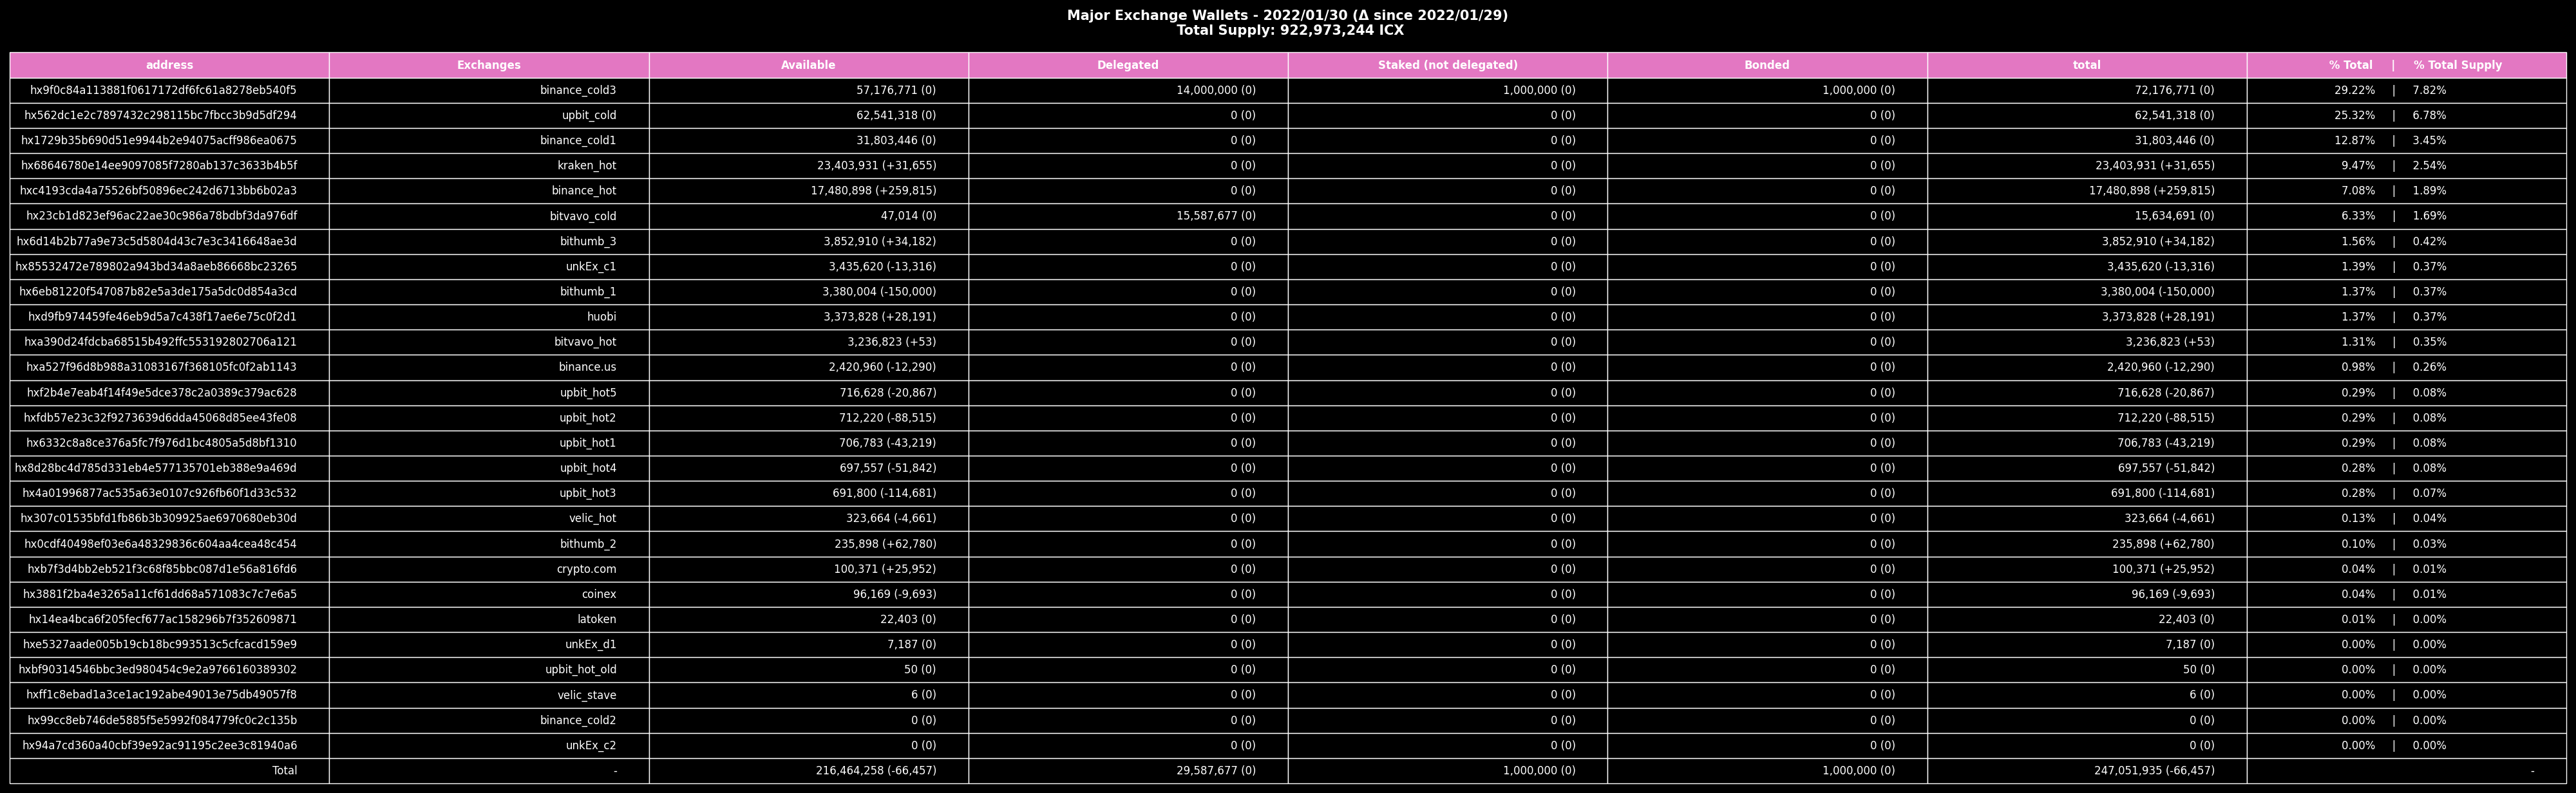 Major Exchange Wallets - 2022/01/30 (Δ since 2022/01/29)
Total Supply: 922,973,244 ICX
address Exchanges Available Delegated Staked (not delegated) Bonded total % Total | % Total Supply
hx9f0c84a113881f0617172df6fc61a8278eb540f5 binance_cold3 57,176,771 (0) 14,000,000 (0) 1,000,000 (0) 1,000,000 (0) 72,176,771 (0) 29.22% | 7.82%
hx562dc1e2c7897432c298115bc7fbcc3b9d5df294 upbit_cold 62,541,318 (0) 0 (0) 0 (0) 0 (0) 62,541,318 (0) 25.32% | 6.78%
hx1729b35b690d51e9944b2e94075acff986ea0675 binance_cold1 31,803,446 (0) 0 (0) 0 (0) 0 (0) 31,803,446 (0) 12.87% | 3.45%
hx68646780e14ee9097085f7280ab137c3633b4b5f kraken_hot 23,403,931 (+31,655) 0 (0) 0 (0) 0 (0) 23,403,931 (+31,655) 9.47% | 2.54%
hxc4193cda4a75526bf50896ec242d6713bb6b02a3 binance_hot 17,480,898 (+259,815) 0 (0) 0 (0) 0 (0) 17,480,898 (+259,815) 7.08% | 1.89%
hx23cb1d823ef96ac22ae30c986a78bdbf3da976df bitvavo_cold 47,014 (0) 15,587,677 (0) 0 (0) 0 (0) 15,634,691 (0) 6.33% | 1.69%
hx6d14b2b77a9e73c5d5804d43c7e3c3416648ae3d bithumb_3 3,852,910 (+34,182) 0 (0) 0 (0) 0 (0) 3,852,910 (+34,182) 1.56% | 0.42%
hx85532472e789802a943bd34a8aeb86668bc23265 unkEx_c1 3,435,620 (-13,316) 0 (0) 0 (0) 0 (0) 3,435,620 (-13,316) 1.39% | 0.37%
hx6eb81220f547087b82e5a3de175a5dc0d854a3cd bithumb_1 3,380,004 (-150,000) 0 (0) 0 (0) 0 (0) 3,380,004 (-150,000) 1.37% | 0.37%
hxd9fb974459fe46eb9d5a7c438f17ae6e75c0f2d1 huobi 3,373,828 (+28,191) 0 (0) 0 (0) 0 (0) 3,373,828 (+28,191) 1.37% | 0.37%
hxa390d24fdcba68515b492ffc553192802706a121 bitvavo_hot 3,236,823 (+53) 0 (0) 0 (0) 0 (0) 3,236,823 (+53) 1.31% | 0.35%
hxa527f96d8b988a31083167f368105fc0f2ab1143 binance.us 2,420,960 (-12,290) 0 (0) 0 (0) 0 (0) 2,420,960 (-12,290) 0.98% | 0.26%
hxf2b4e7eab4f14f49e5dce378c2a0389c379ac628 upbit_hot5 716,628 (-20,867) 0 (0) 0 (0) 0 (0) 716,628 (-20,867) 0.29% | 0.08%
hxfdb57e23c32f9273639d6dda45068d85ee43fe08 upbit_hot2 712,220 (-88,515) 0 (0) 0 (0) 0 (0) 712,220 (-88,515) 0.29% | 0.08%
hx6332c8a8ce376a5fc7f976d1bc4805a5d8bf1310 upbit_hot1 706,783 (-43,219) 0 (0) 0 (0) 0 (0) 706,783 (-43,219) 0.29% | 0.08%
hx8d28bc4d785d331eb4e577135701eb388e9a469d upbit_hot4 697,557 (-51,842) 0 (0) 0 (0) 0 (0) 697,557 (-51,842) 0.28% | 0.08%
hx4a01996877ac535a63e0107c926fb60f1d33c532 upbit_hot3 691,800 (-114,681) 0 (0) 0 (0) 0 (0) 691,800 (-114,681) 0.28% | 0.07%
hx307c01535bfd1fb86b3b309925ae6970680eb30d velic_hot 323,664 (-4,661) 0 (0) 0 (0) 0 (0) 323,664 (-4,661) 0.13% | 0.04%
hx0cdf40498ef03e6a48329836c604aa4cea48c454 bithumb_2 235,898 (+62,780) 0 (0) 0 (0) 0 (0) 235,898 (+62,780) 0.10% | 0.03%
hxb7f3d4bb2eb521f3c68f85bbc087d1e56a816fd6 crypto.com 100,371 (+25,952) 0 (0) 0 (0) 0 (0) 100,371 (+25,952) 0.04% | 0.01%
hx3881f2ba4e3265a11cf61dd68a571083c7c7e6a5 coinex 96,169 (-9,693) 0 (0) 0 (0) 0 (0) 96,169 (-9,693) 0.04% | 0.01%
hx14ea4bca6f205fecf677ac158296b7f352609871 latoken 22,403 (0) 0 (0) 0 (0) 0 (0) 22,403 (0) 0.01% | 0.00%
hxe5327aade005b19cb18bc993513c5cfcacd159e9 unkEx_d1 7,187 (0) 0 (0) 0 (0) 0 (0) 7,187 (0) 0.00% | 0.00%
hxbf90314546bbc3ed980454c9e2a9766160389302 upbit_hot_old 50 (0) 0 (0) 0 (0) 0 (0) 50 (0) 0.00% | 0.00%
hxff1c8ebad1a3ce1ac192abe49013e75db49057f8 velic_stave 6 (0) 0 (0) 0 (0) 0 (0) 6 (0) 0.00% | 0.00%
hx99cc8eb746de5885f5e5992f084779fc0c2c135b binance_cold2 0 (0) 0 (0) 0 (0) 0 (0) 0 (0) 0.00% | 0.00%
hx94a7cd360a40cbf39e92ac91195c2ee3c81940a6 unkEx_c2 0 (0) 0 (0) 0 (0) 0 (0) 0 (0) 0.00% | 0.00%
Total - 216,464,258 (-66,457) 29,587,677 (0) 1,000,000 (0) 1,000,000 (0) 247,051,935 (-66,457) -